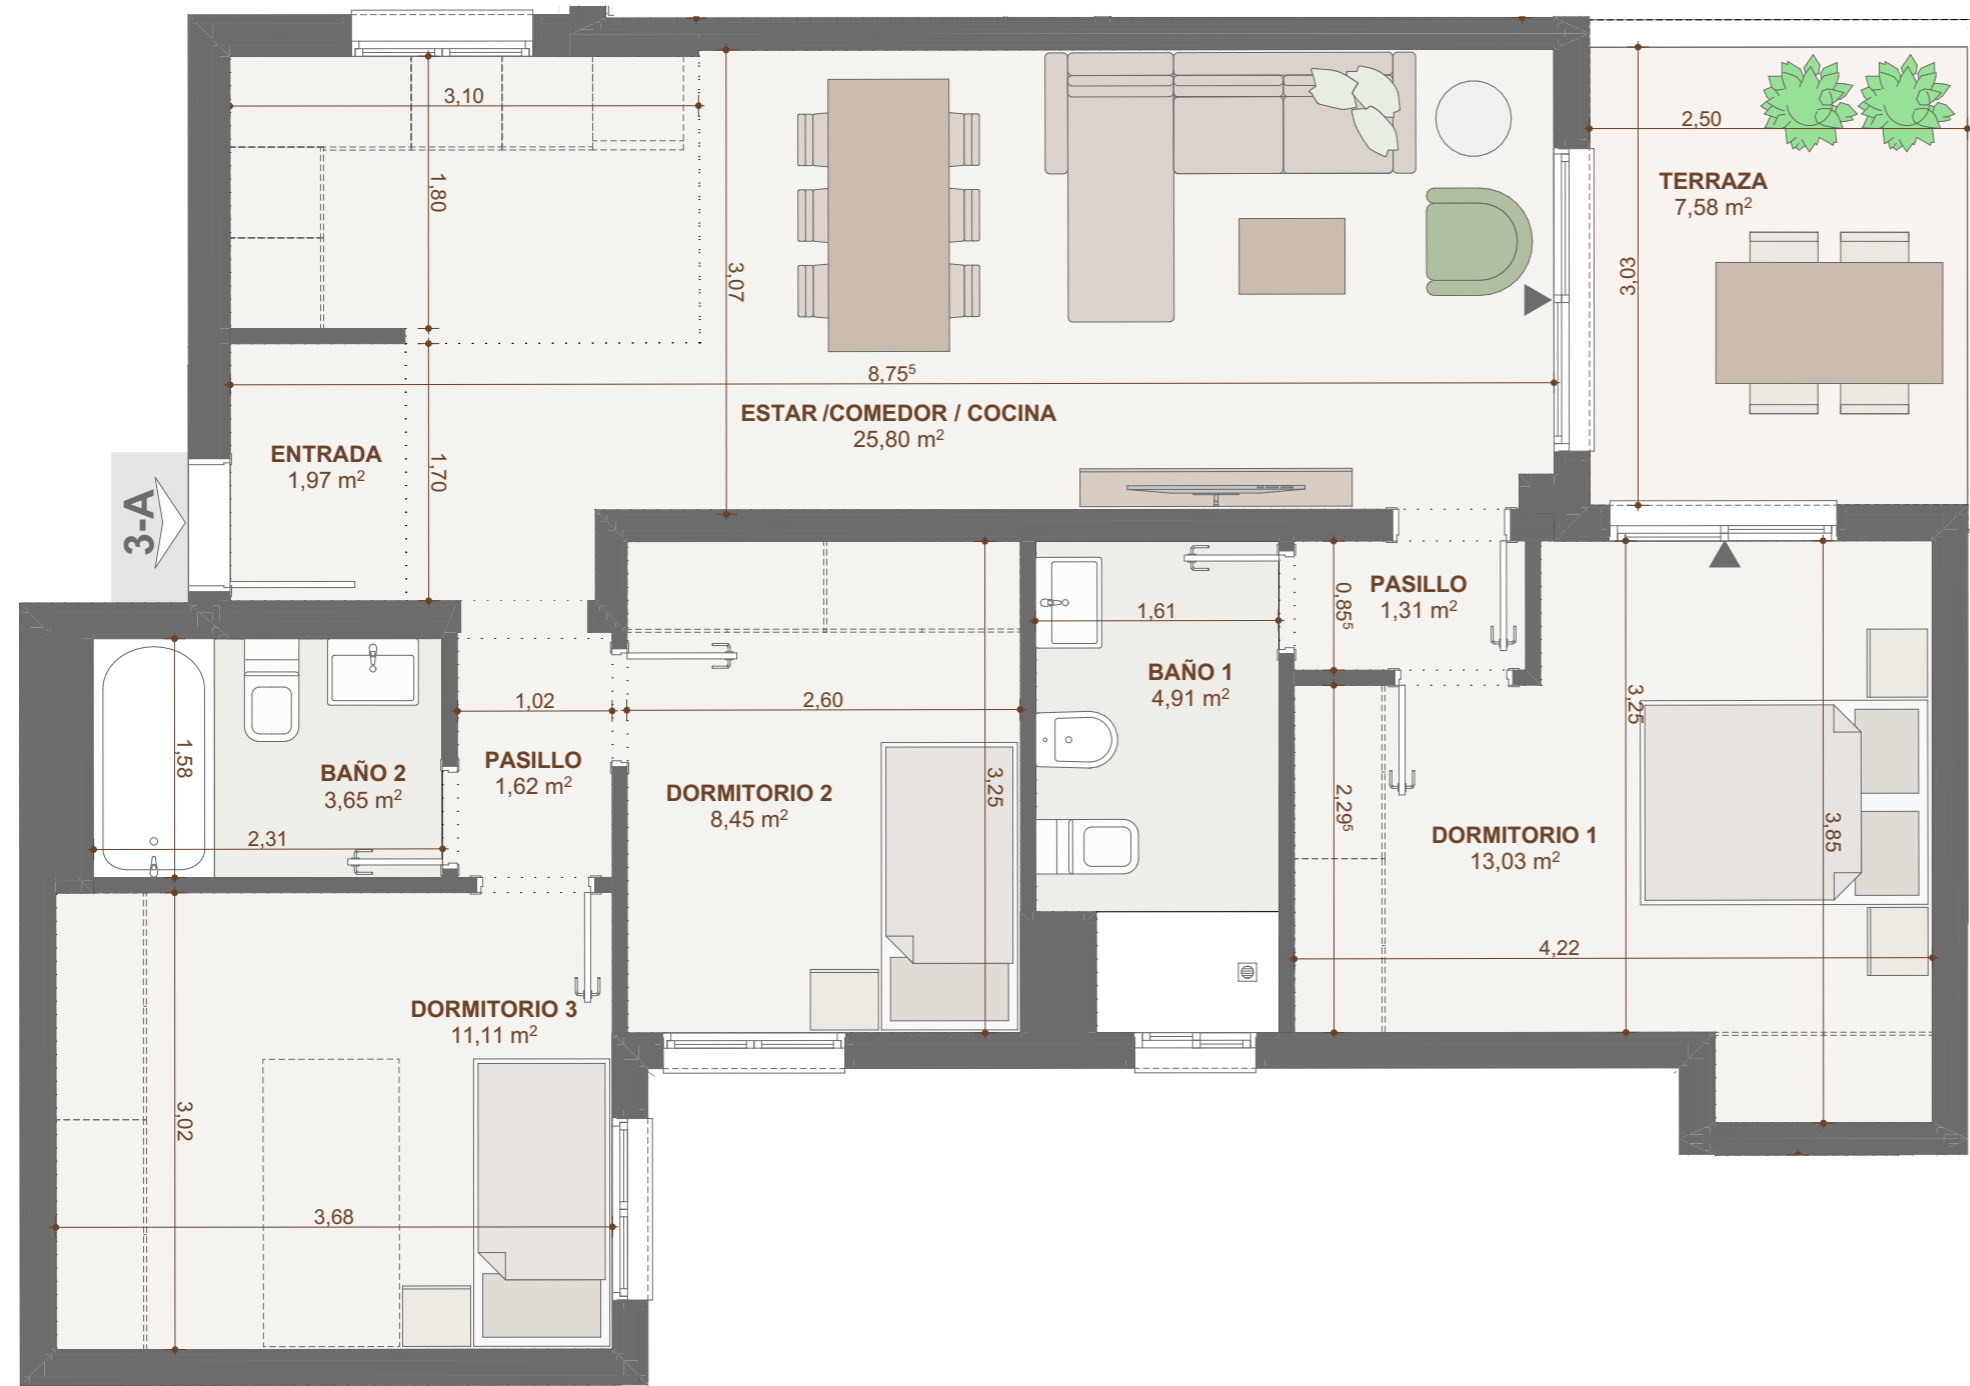 3,10
2,50
TERRAZA
7,58 m²
1,80
3,07
3,03
8,75⁵
ESTAR /COMEDOR / COCINA
25,80 m²
ENTRADA
1,97 m²
1,70
3-A
PASILLO
1,31 m²
0,85⁵
1,61
BAÑO 1
4,91 m²
1,02
2,60
3,25
PASILLO
1,62 m²
1,58
BAÑO 2
3,65 m²
2,31
DORMITORIO 2
8,45 m²
3,25
2,29⁵
DORMITORIO 1
13,03 m²
3,85
4,22
DORMITORIO 3
11,11 m²
3,02
3,68